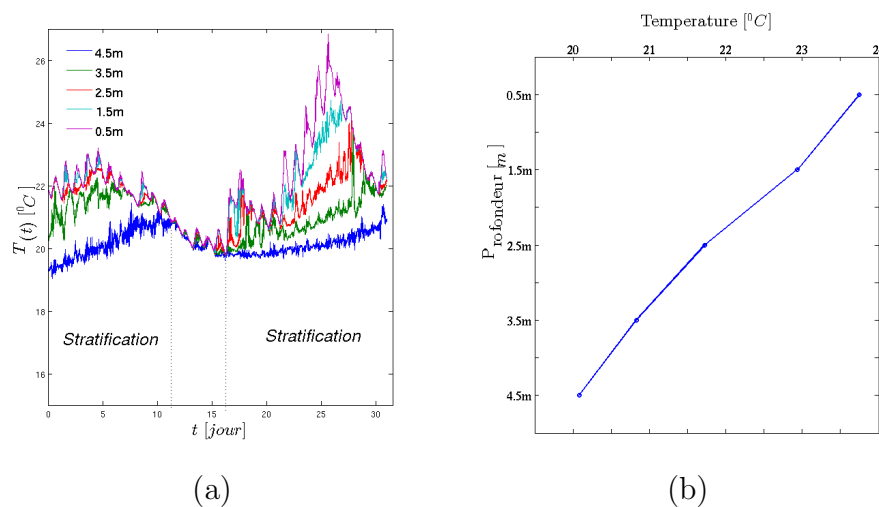 26
24
22
20
18
16
T(t) [⁰C]
4.5m
3.5m
2.5m
1.5m
0.5m
Stratification
Stratification
0 5 10 15 20 25 30
t [jour]
(a)
Temperature [⁰C]
20 21 22 23 24
Profondeur [m]
0.5m
1.5m
2.5m
3.5m
4.5m
(b)